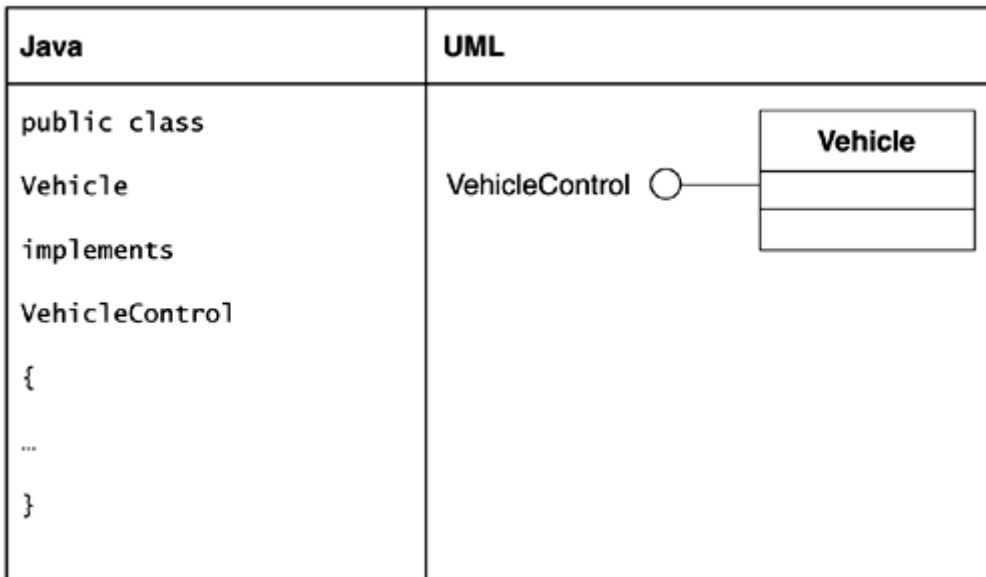 Java
UML
public class
Vehicle
implements
VehicleControl
{
…
}
VehicleControl
Vehicle